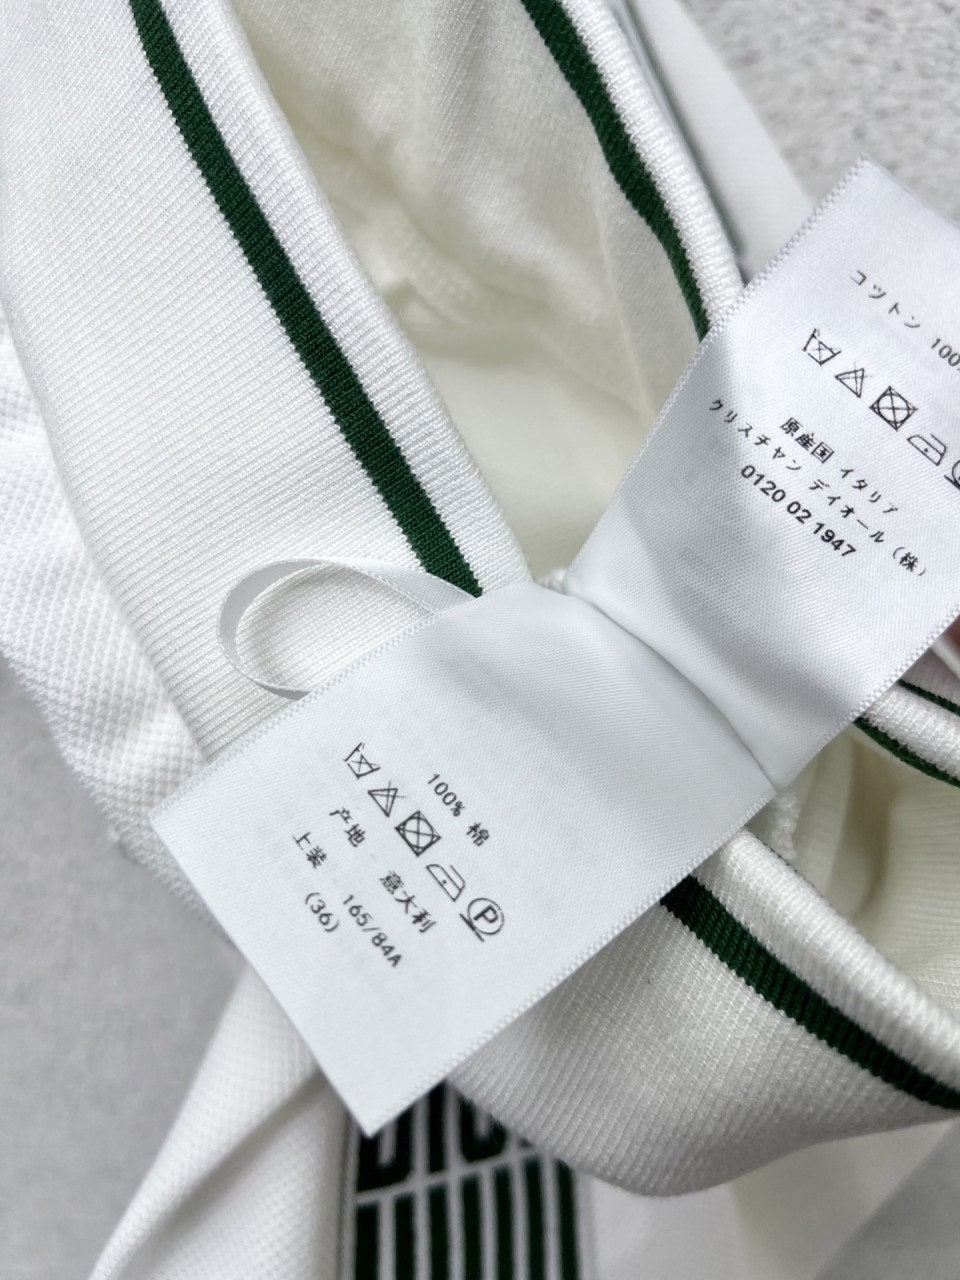 コットン 100
原産国 イタリア
クリスチャン ディオール (株)
0120 02 1947
100% 棉
P
产地 意大利
上装 165/84A
(36)